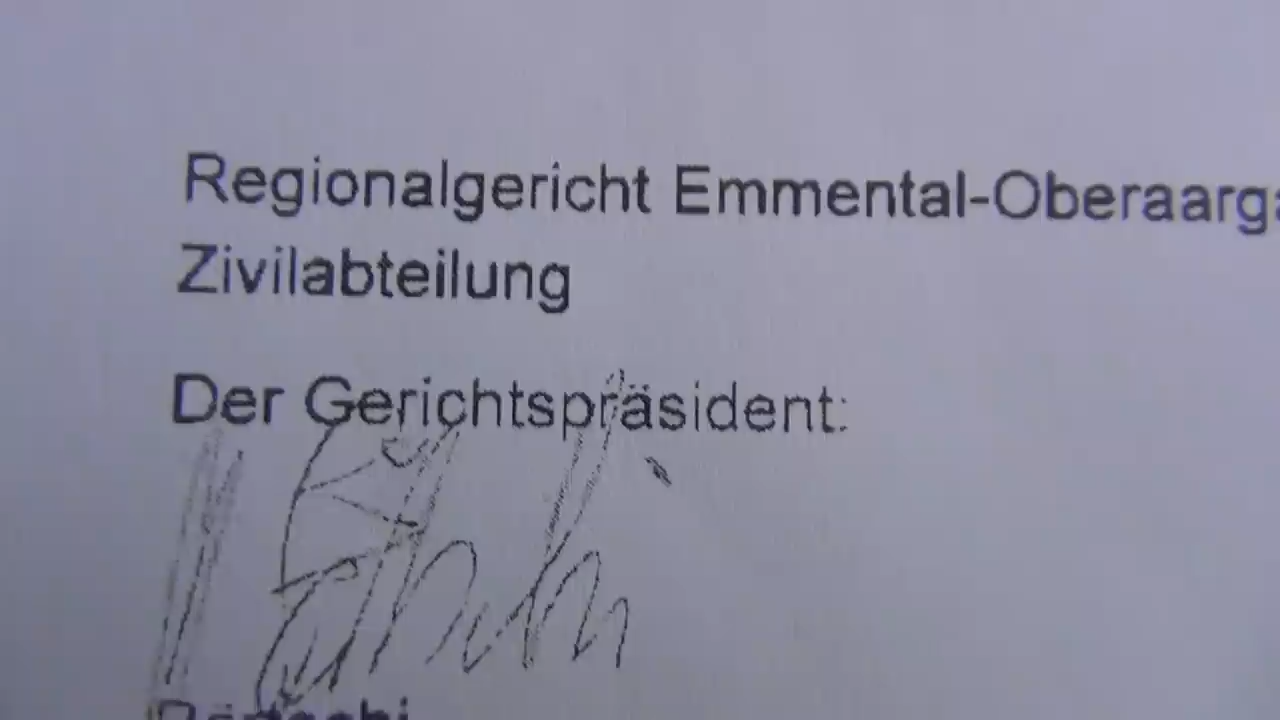 Regionalgericht Emmental-Oberaarg
Zivilabteilung
Der Gerichtspräsident: